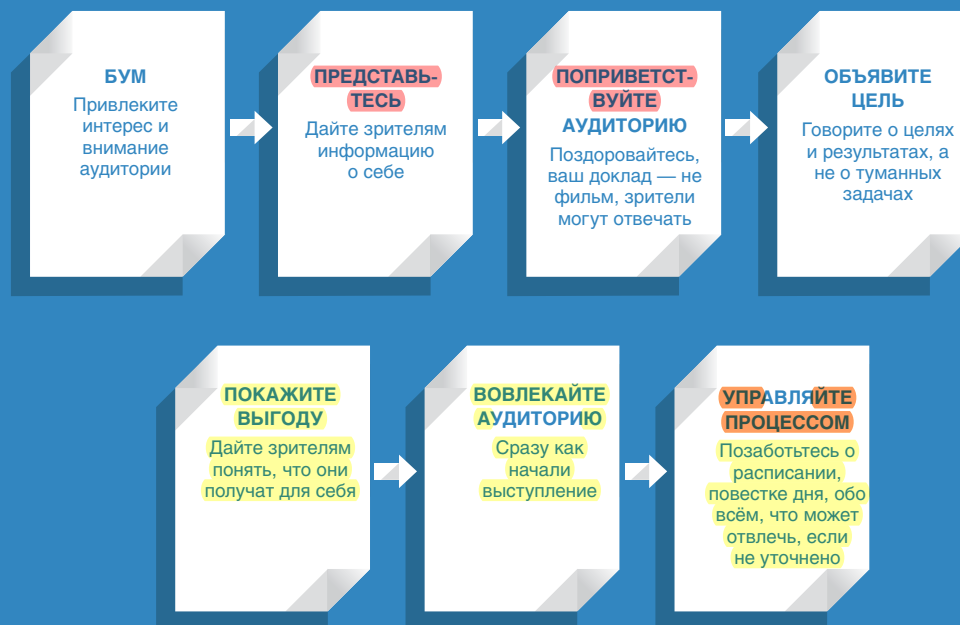 БУМ
Привлеките
интерес и
внимание
аудитории
ПРЕДСТАВЬ-
ТЕСЬ
Дайте зрителям
информацию
о себе
ПОПРИВЕТСТ-
ВУЙТЕ
АУДИТОРИЮ
Поздоровайтесь,
ваш доклад — не
фильм, зрители
могут отвечать
ОБЪЯВИТЕ
ЦЕЛЬ
Говорите о целях
и результатах, а
не о туманных
задачах
ПОКАЖИТЕ
ВЫГОДУ
Дайте зрителям
понять, что они
получат для себя
ВОВЛЕКАЙТЕ
АУДИТОРИЮ
Сразу как
начали
выступление
УПРАВЛЯЙТЕ
ПРОЦЕССОМ
Позаботьтесь о
расписании,
повестке дня, обо
всём, что может
отвлечь, если
не уточнено